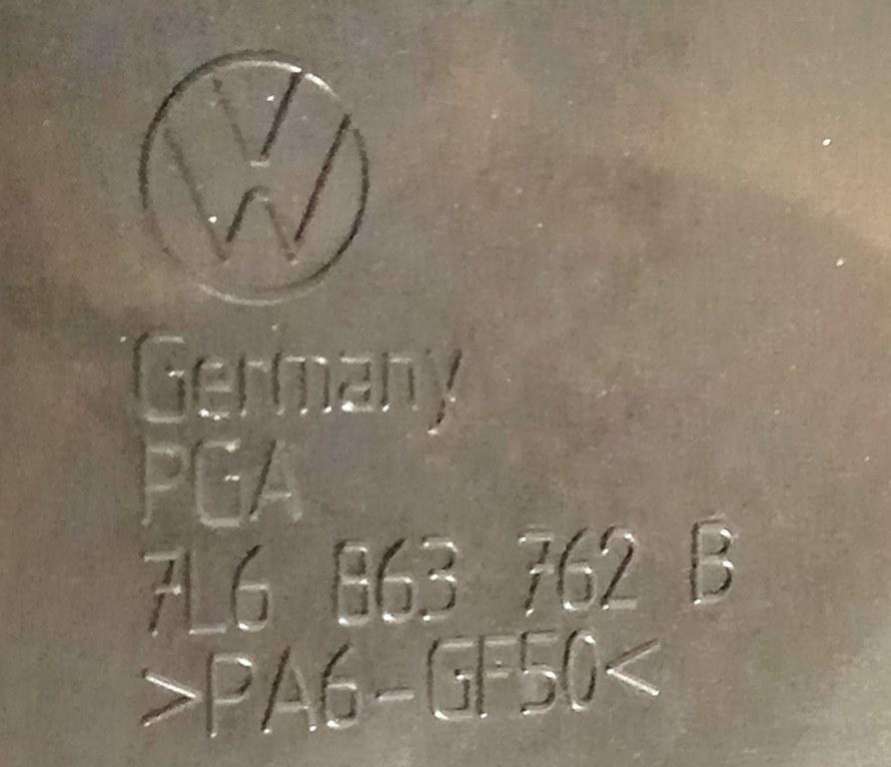 Germany
PGA
7L6 863 762 B
>PA6-GF50<